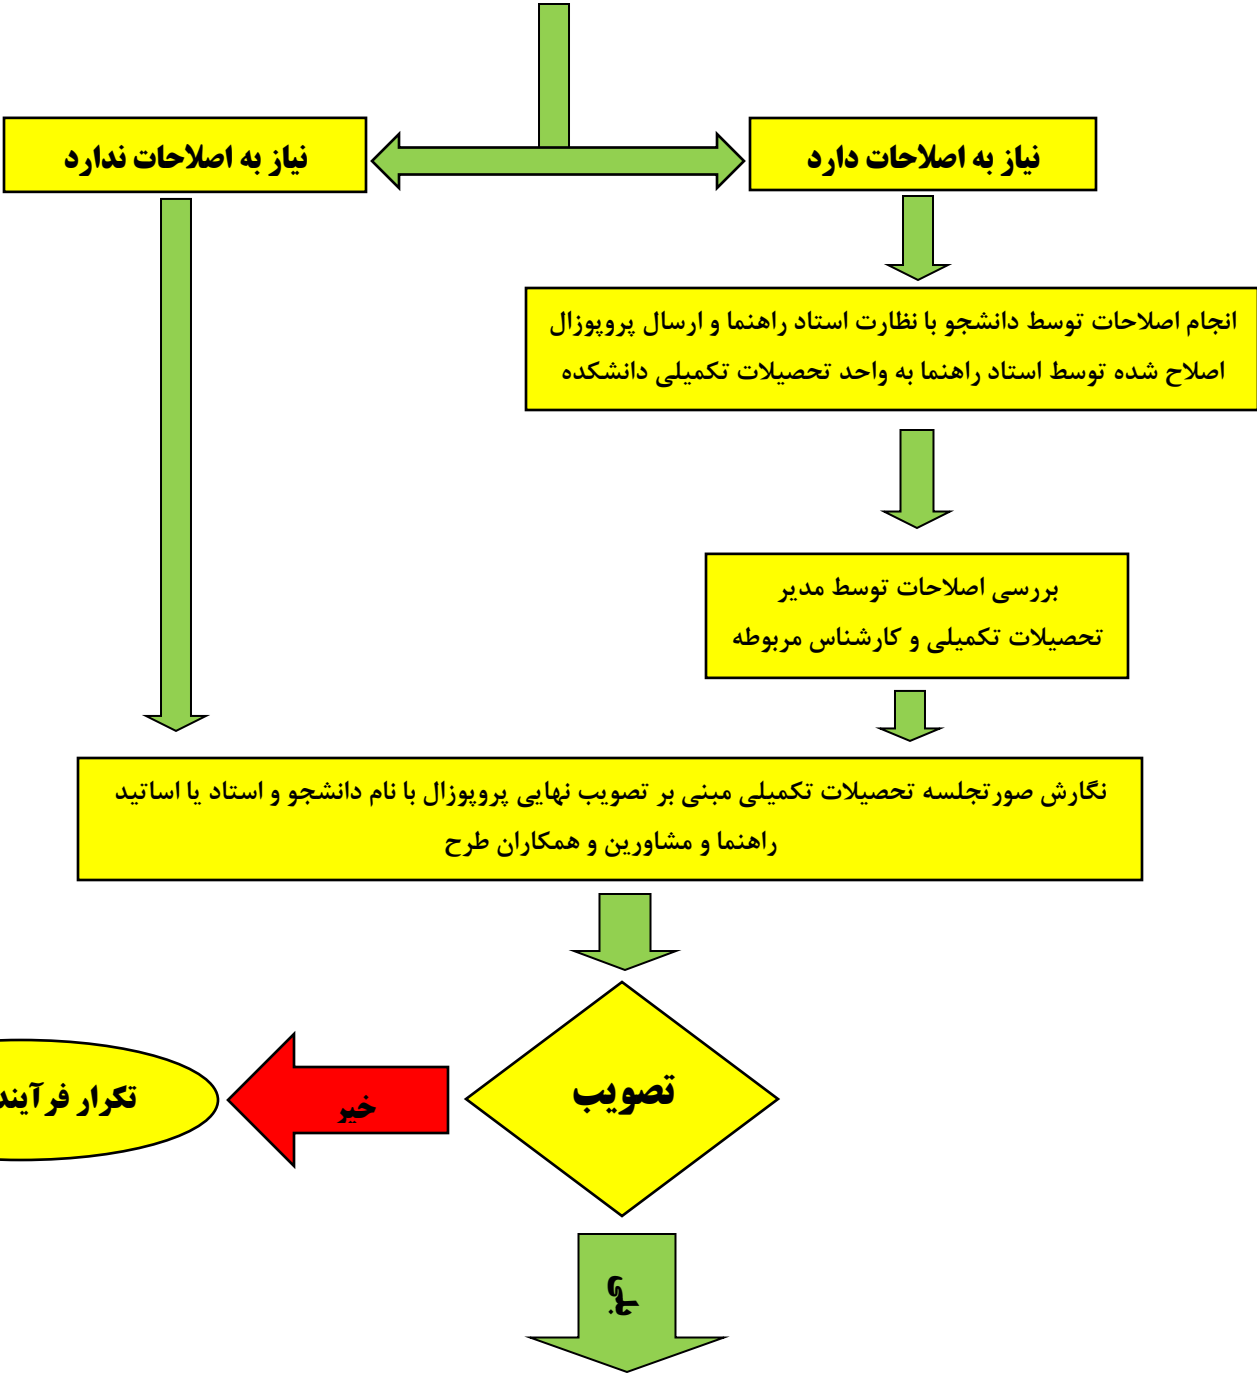 نیاز به اصلاحات دارد
نیاز به اصلاحات ندارد
انجام اصلاحات توسط دانشجو با نظارت استاد راهنما و ارسال پروپوزال
اصلاح شده توسط استاد راهنما به واحد تحصیلات تکمیلی دانشکده
بررسی اصلاحات توسط مدیر
تحصیلات تکمیلی و کارشناس مربوطه
نگارش صورتجلسه تحصیلات تکمیلی مبنی بر تصویب نهایی پروپوزال با نام دانشجو و استاد یا اساتید
راهنما و مشاورین و همکاران طرح
تصویب
خیر
تکرار فرآیند